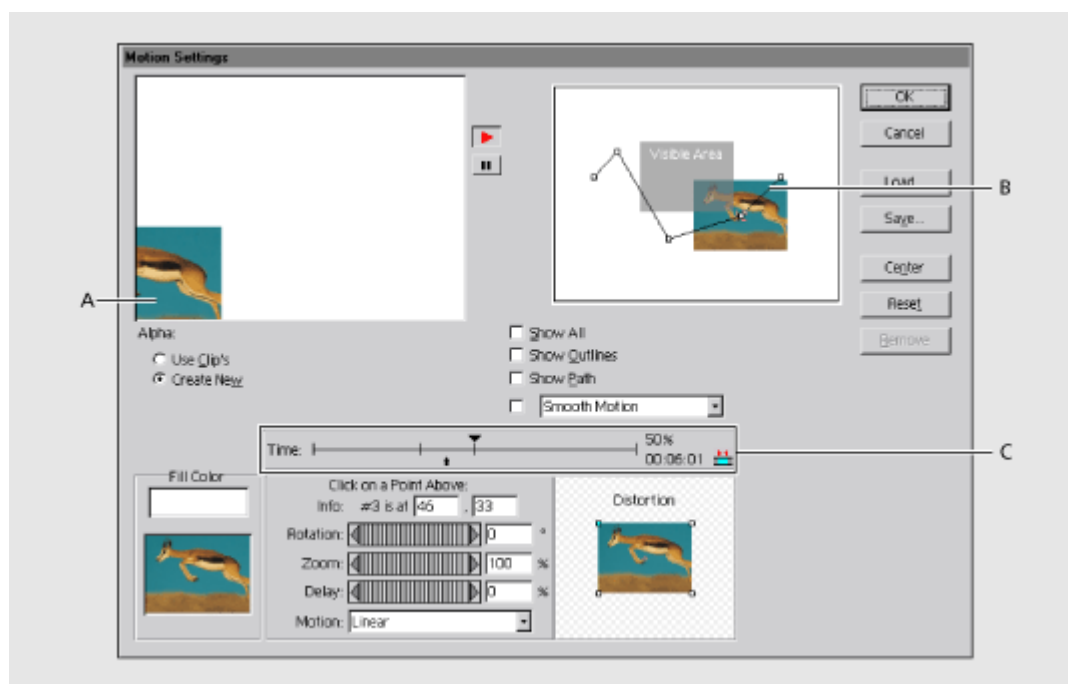 Motion Settings
OK
Cancel
Visible Area
Load...
B
Save...
Center
A
Reset
Alpha:
Show All
Remove
Use Clip's
Show Outlines
Create New
Show Path
Smooth Motion
Time:
50%
00:06:01
C
Fill Color
Click on a Point Above:
Info: #3 is at 46 , 33
Distortion
Rotation: 0 °
Zoom: 100 %
Delay: 0 %
Motion: Linear